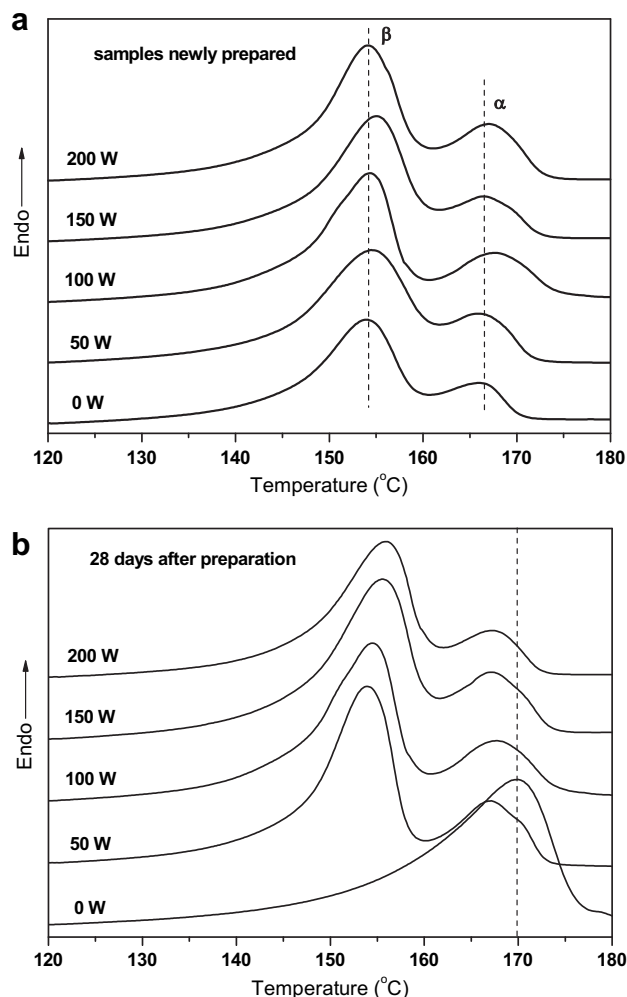 a
samples newly prepared
β
α
200 W
150 W
100 W
50 W
0 W
Endo
120 130 140 150 160 170 180
Temperature (°C)
b
28 days after preparation
200 W
150 W
100 W
50 W
0 W
Endo
120 130 140 150 160 170 180
Temperature (°C)